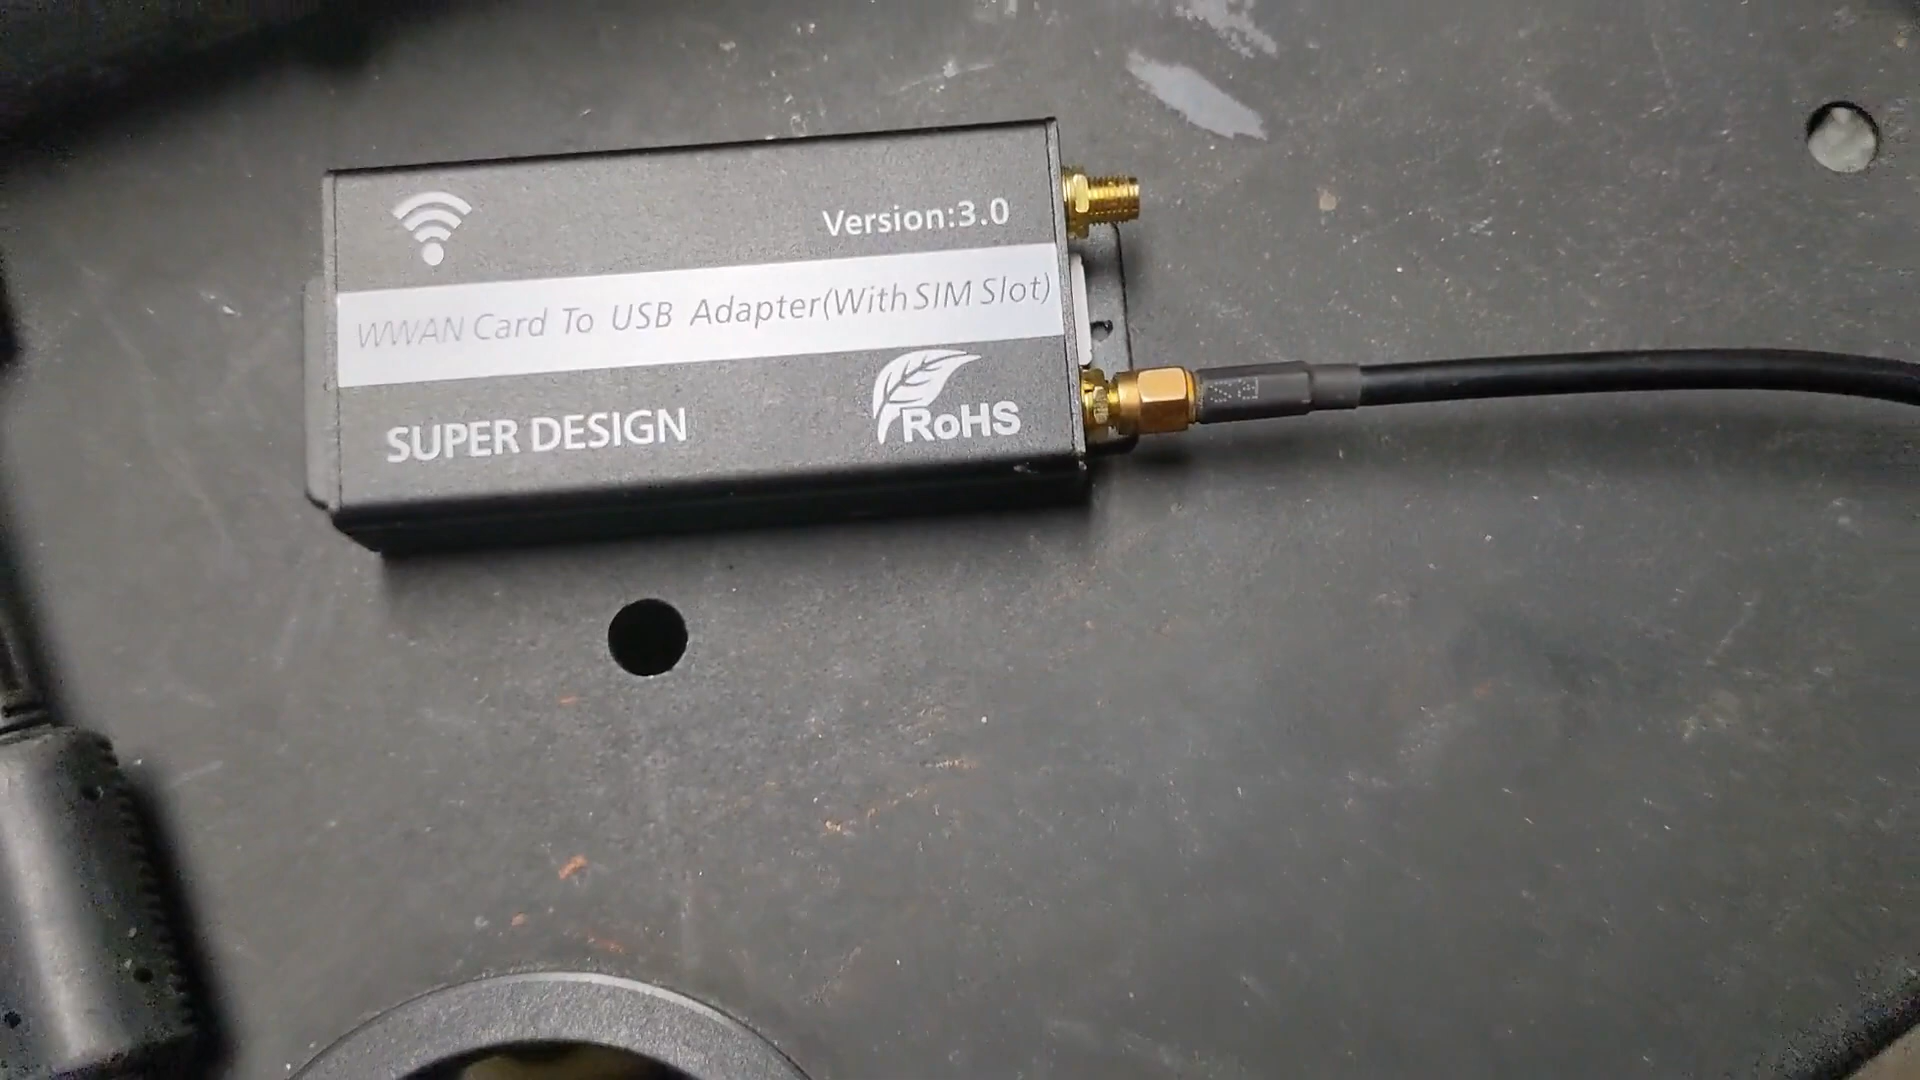 Version:3.0
WWAN Card To USB Adapter(With SIM Slot)
SUPER DESIGN
RoHS